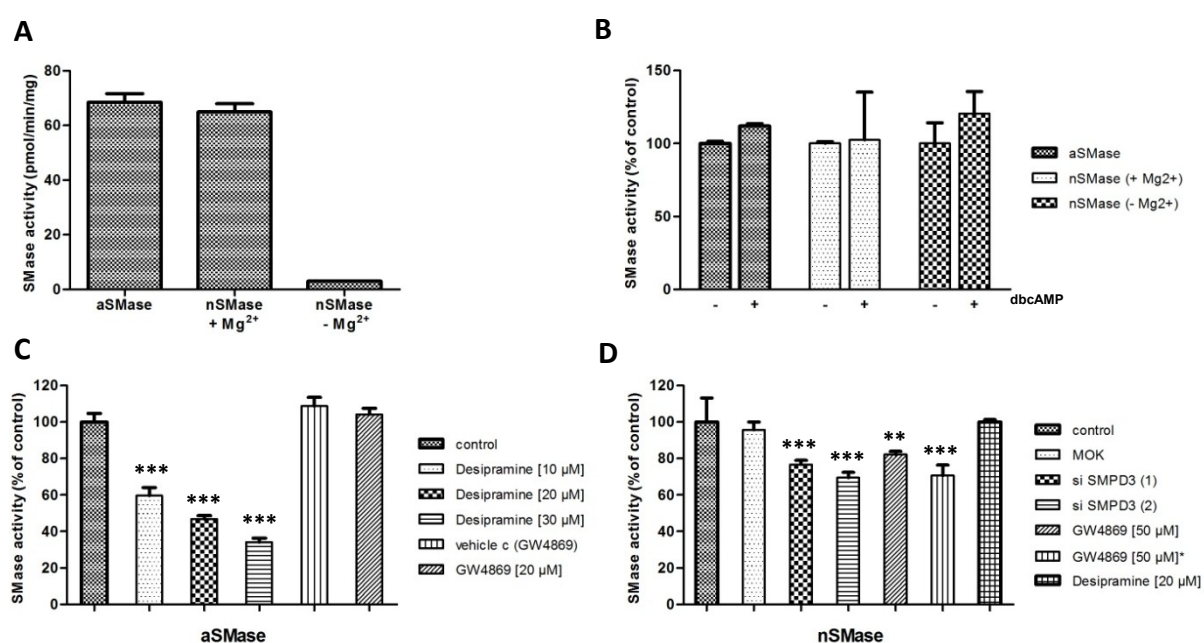 A
SMase activity (pmol/min/mg)
80
60
40
20
0
aSMase
nSMase
+ Mg²⁺
nSMase
- Mg²⁺
B
SMase activity (% of control)
150
100
50
0
- + - + - + dbcAMP
aSMase
nSMase (+ Mg2+)
nSMase (- Mg2+)
C
SMase activity (% of control)
120
100
80
60
40
20
0
***
***
***
aSMase
control
Desipramine [10 µM]
Desipramine [20 µM]
Desipramine [30 µM]
vehicle c (GW4869)
GW4869 [20 µM]
D
SMase activity (% of control)
120
100
80
60
40
20
0
***
***
**
***
nSMase
control
MOK
si SMPD3 (1)
si SMPD3 (2)
GW4869 [50 µM]
GW4869 [50 µM]*
Desipramine [20 µM]